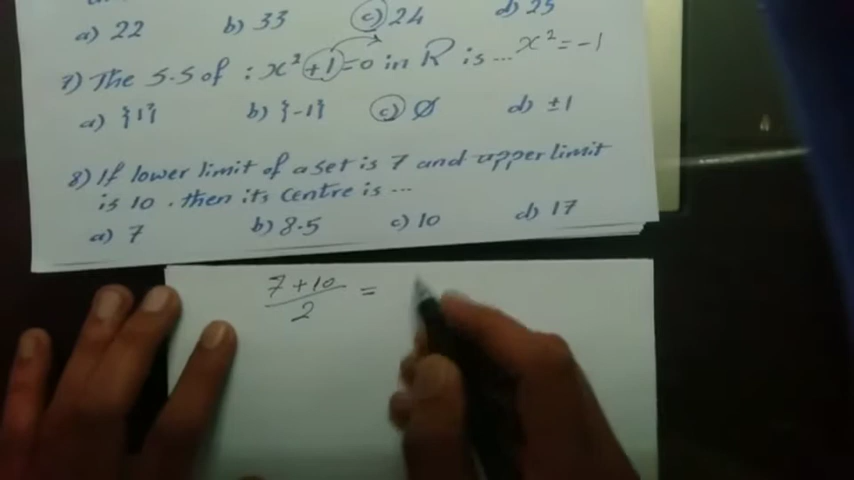 a) 22 b) 33 c) 24 d) 25
7) The S.S of : x² + 1 = 0 in R is ... x² = -1
a) {1} b) {-1} c) Ø d) ±1
8) If lower limit of a set is 7 and upper limit
is 10 . then its Centre is ...
a) 7 b) 8.5 c) 10 d) 17
7 + 10
2 =